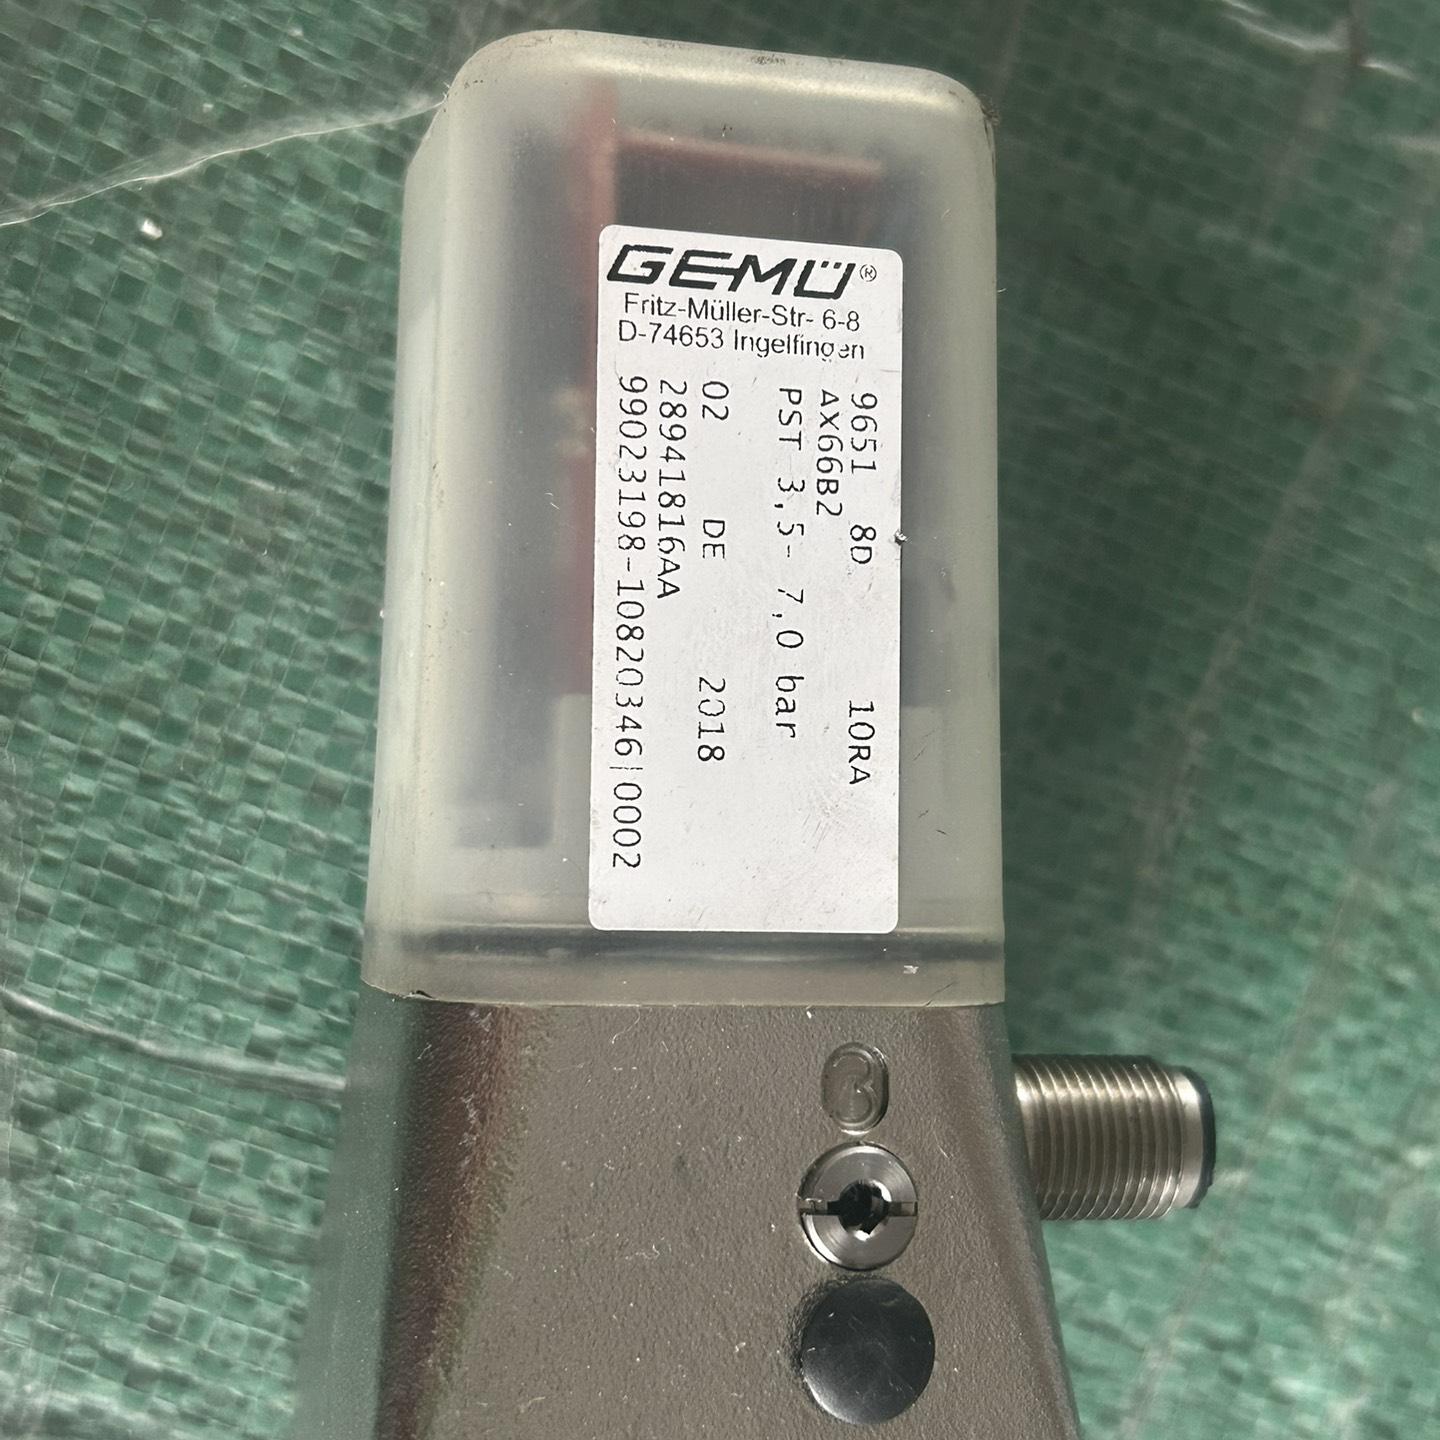 GEMÜ®
Fritz-Müller-Str- 6-8
D-74653 Ingelfingen
9651 8D 10RA
AX66B2
PST 3,5- 7,0 bar
02 DE 2018
28941816AA
99023198-10820346|0002
3